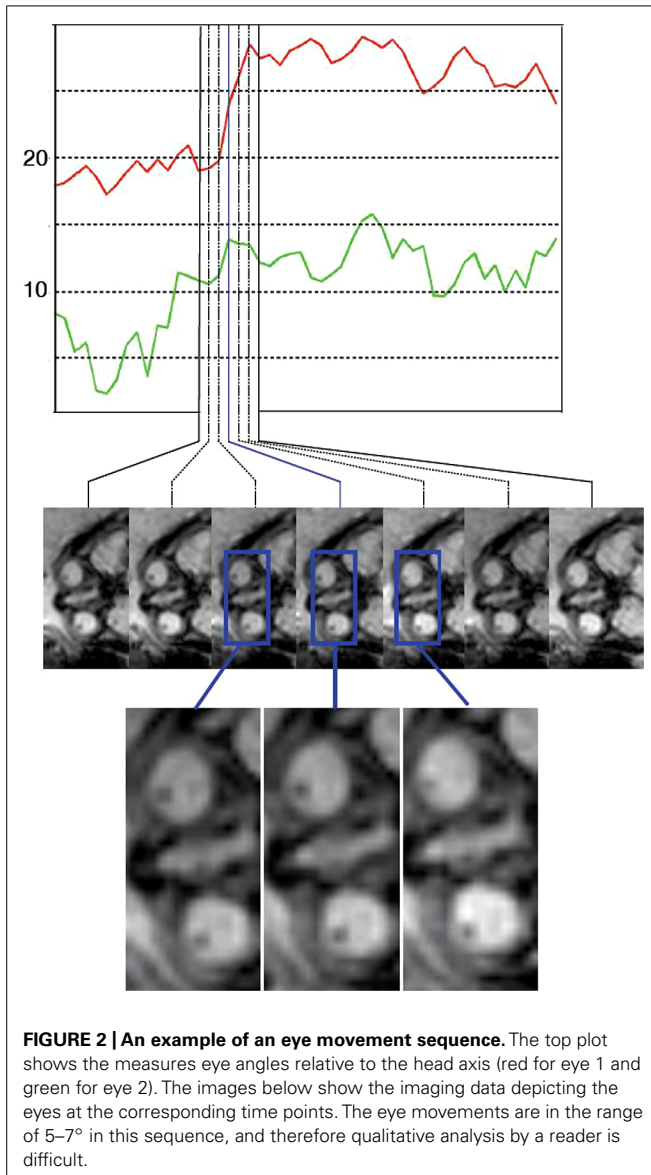 20
10
FIGURE 2 | An example of an eye movement sequence. The top plot
shows the measures eye angles relative to the head axis (red for eye 1 and
green for eye 2). The images below show the imaging data depicting the
eyes at the corresponding time points. The eye movements are in the range
of 5–7° in this sequence, and therefore qualitative analysis by a reader is
difficult.